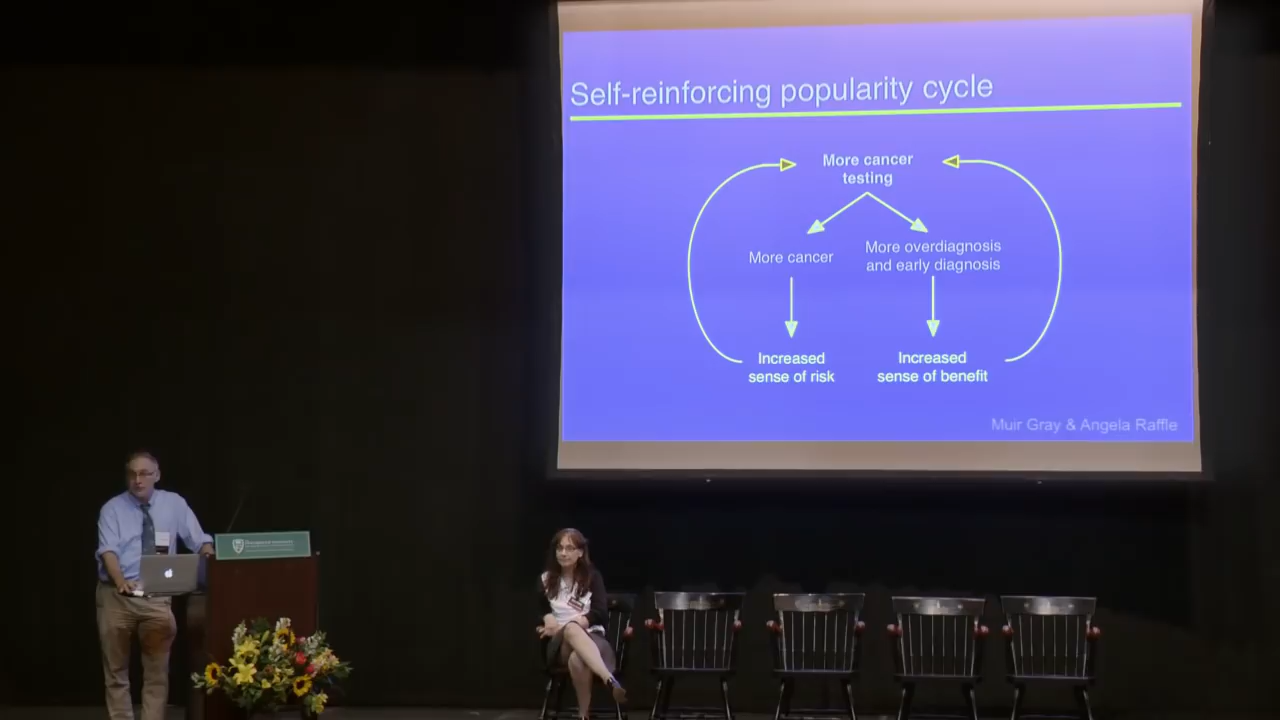 Self-reinforcing popularity cycle
More cancer
testing
More cancer
More overdiagnosis
and early diagnosis
Increased
sense of risk
Increased
sense of benefit
Muir Gray & Angela Raffle